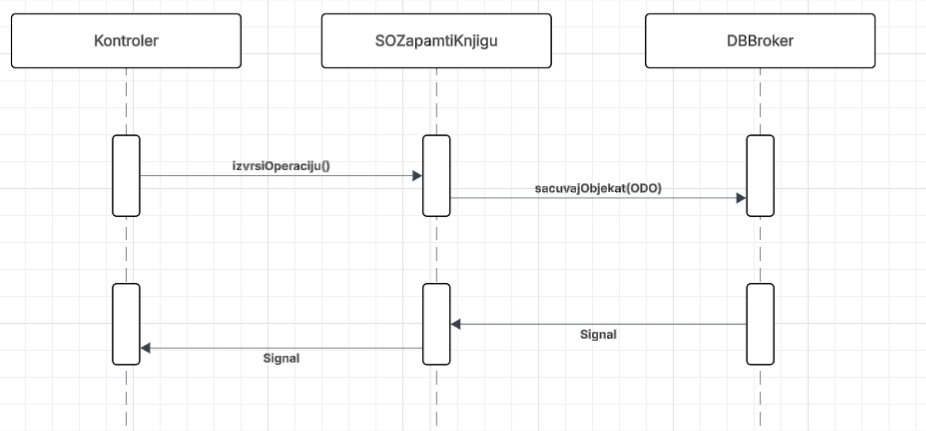 Kontroler
SOZapamtiKnjigu
DBBroker
izvrsiOperaciju()
sacuvajObjekat(ODO)
Signal
Signal